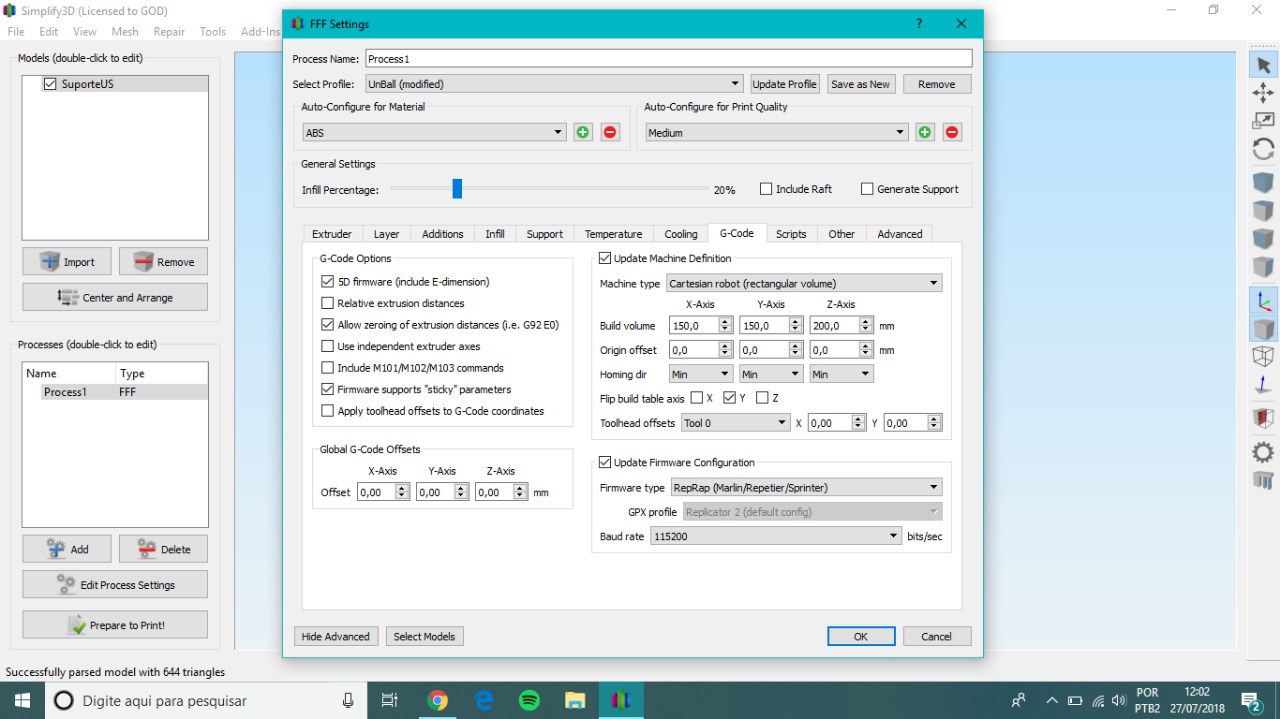 Simplify3D (Licensed to GOD)
File Edit View Mesh Repair Tools Add-Ins
Models (double-click to edit)
SuporteUS
Import
Remove
Center and Arrange
Processes (double-click to edit)
Name Type
Process1 FFF
Add
Delete
Edit Process Settings
Prepare to Print!
Successfully parsed model with 644 triangles
FFF Settings
?
Process Name: Process1
Select Profile: UnBall (modified) Update Profile Save as New Remove
Auto-Configure for Material
ABS
Auto-Configure for Print Quality
Medium
General Settings
Infill Percentage: 20% Include Raft Generate Support
Extruder Layer Additions Infill Support Temperature Cooling G-Code Scripts Other Advanced
G-Code Options
5D firmware (include E-dimension)
Relative extrusion distances
Allow zeroing of extrusion distances (i.e. G92 E0)
Use independent extruder axes
Include M101/M102/M103 commands
Firmware supports "sticky" parameters
Apply toolhead offsets to G-Code coordinates
Global G-Code Offsets
X-Axis Y-Axis Z-Axis
Offset 0,00 0,00 0,00 mm
Update Machine Definition
Machine type Cartesian robot (rectangular volume)
X-Axis Y-Axis Z-Axis
Build volume 150,0 150,0 200,0 mm
Origin offset 0,0 0,0 0,0 mm
Homing dir Min Min Min
Flip build table axis X Y Z
Toolhead offsets Tool 0 X 0,00 Y 0,00
Update Firmware Configuration
Firmware type RepRap (Marlin/Repetier/Sprinter)
GPX profile Replicator 2 (default config)
Baud rate 115200 bits/sec
Hide Advanced Select Models OK Cancel
Digite aqui para pesquisar
POR
PTB2
12:02
27/07/2018
2